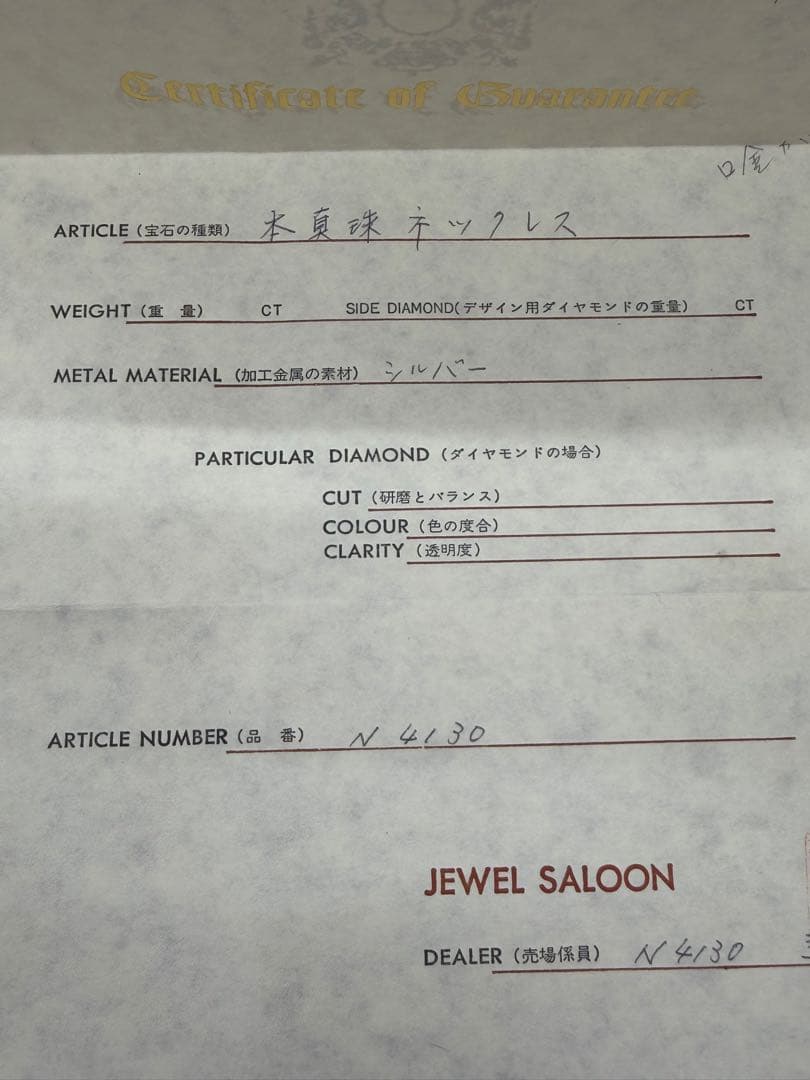 Certificate of Guarantee
ARTICLE (宝石の種類) 本真珠ネックレス
WEIGHT (重 量) CT SIDE DIAMOND(デザイン用ダイヤモンドの重量) CT
METAL MATERIAL (加工金属の素材) シルバー
PARTICULAR DIAMOND (ダイヤモンドの場合)
CUT (研磨とバランス)
COLOUR (色の度合)
CLARITY (透明度)
ARTICLE NUMBER (品 番) N 4130
JEWEL SALOON
DEALER (売場係員) N 4130